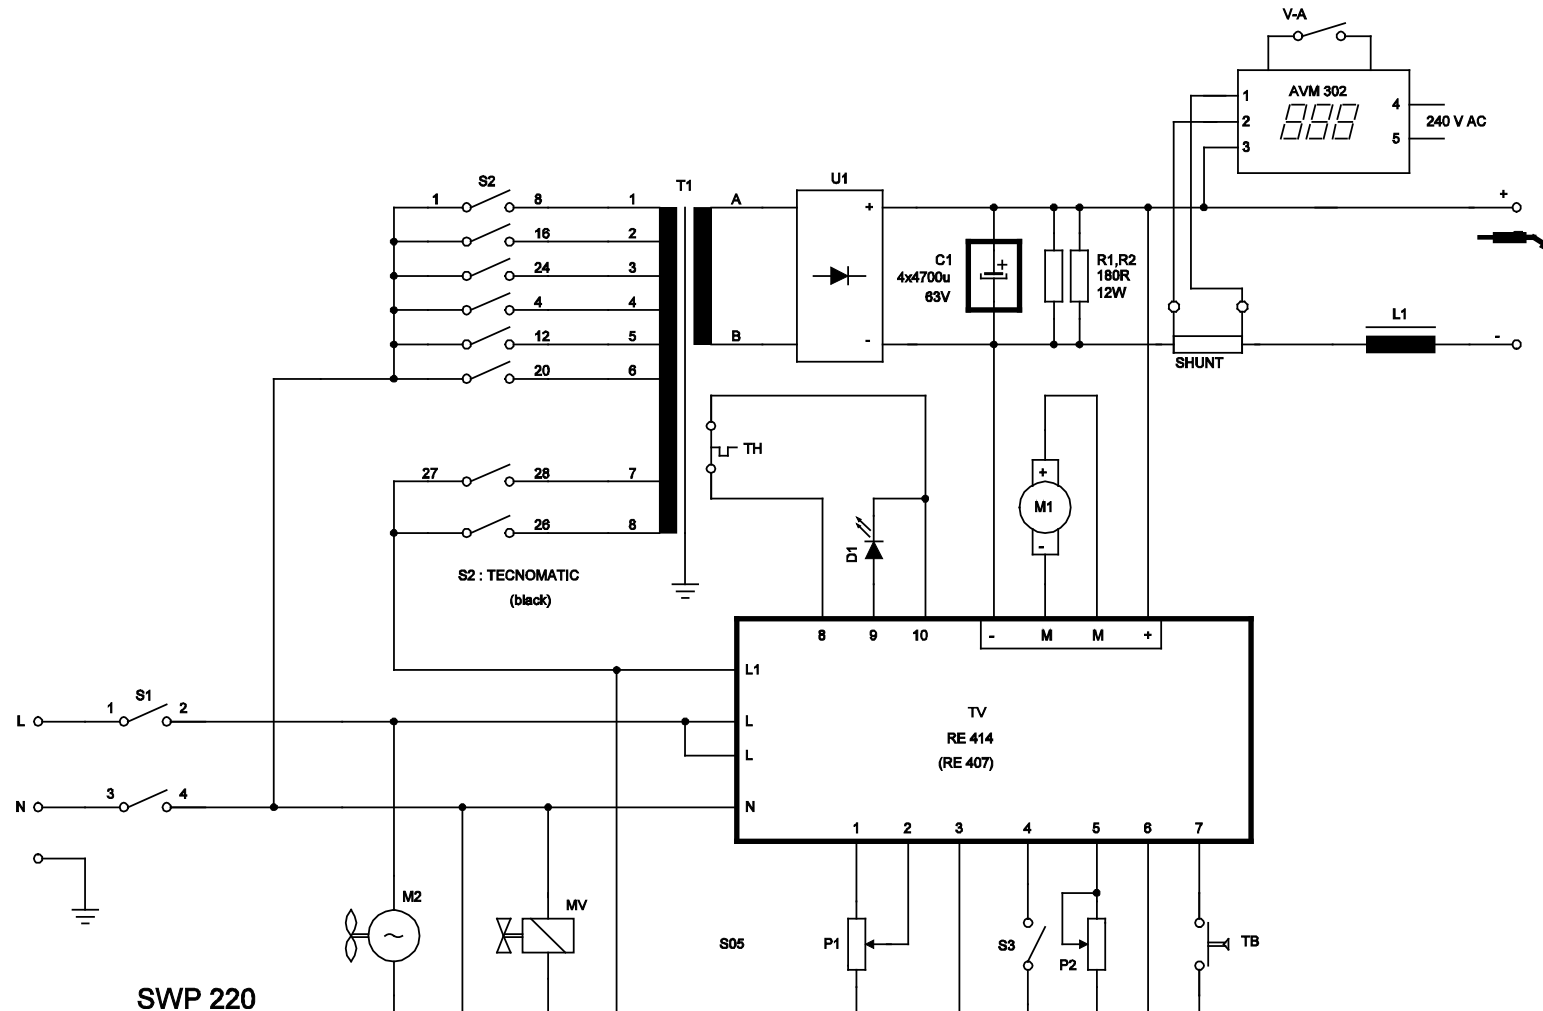 V-A
AVM 302
1
2
3
4
5
240 V AC
S2
T1
U1
1 8 1
16 2
24 3
4 4
12 5
20 6
27 28 7
26 8
A
B
+
-
C1
4x4700u
63V
+
R1,R2
180R
12W
SHUNT
L1
+
-
TH
D1
+
M1
-
S2 : TECNOMATIC
(black)
8 9 10 - M M +
L1
L
L
N
TV
RE 414
(RE 407)
1 2 3 4 5 6 7
L
1
S1
2
N
3
4
M2
MV
S05
P1
S3
P2
TB
SWP 220